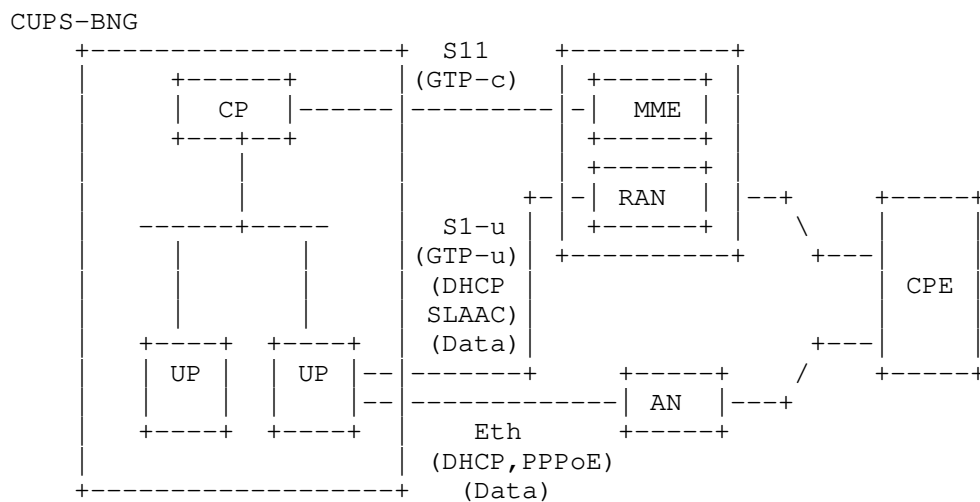 CUPS-BNG
S11
(GTP-c)
CP
MME
RAN
S1-u
(GTP-u)
(DHCP
SLAAC)
(Data)
CPE
UP UP
AN
Eth
(DHCP,PPPoE)
(Data)